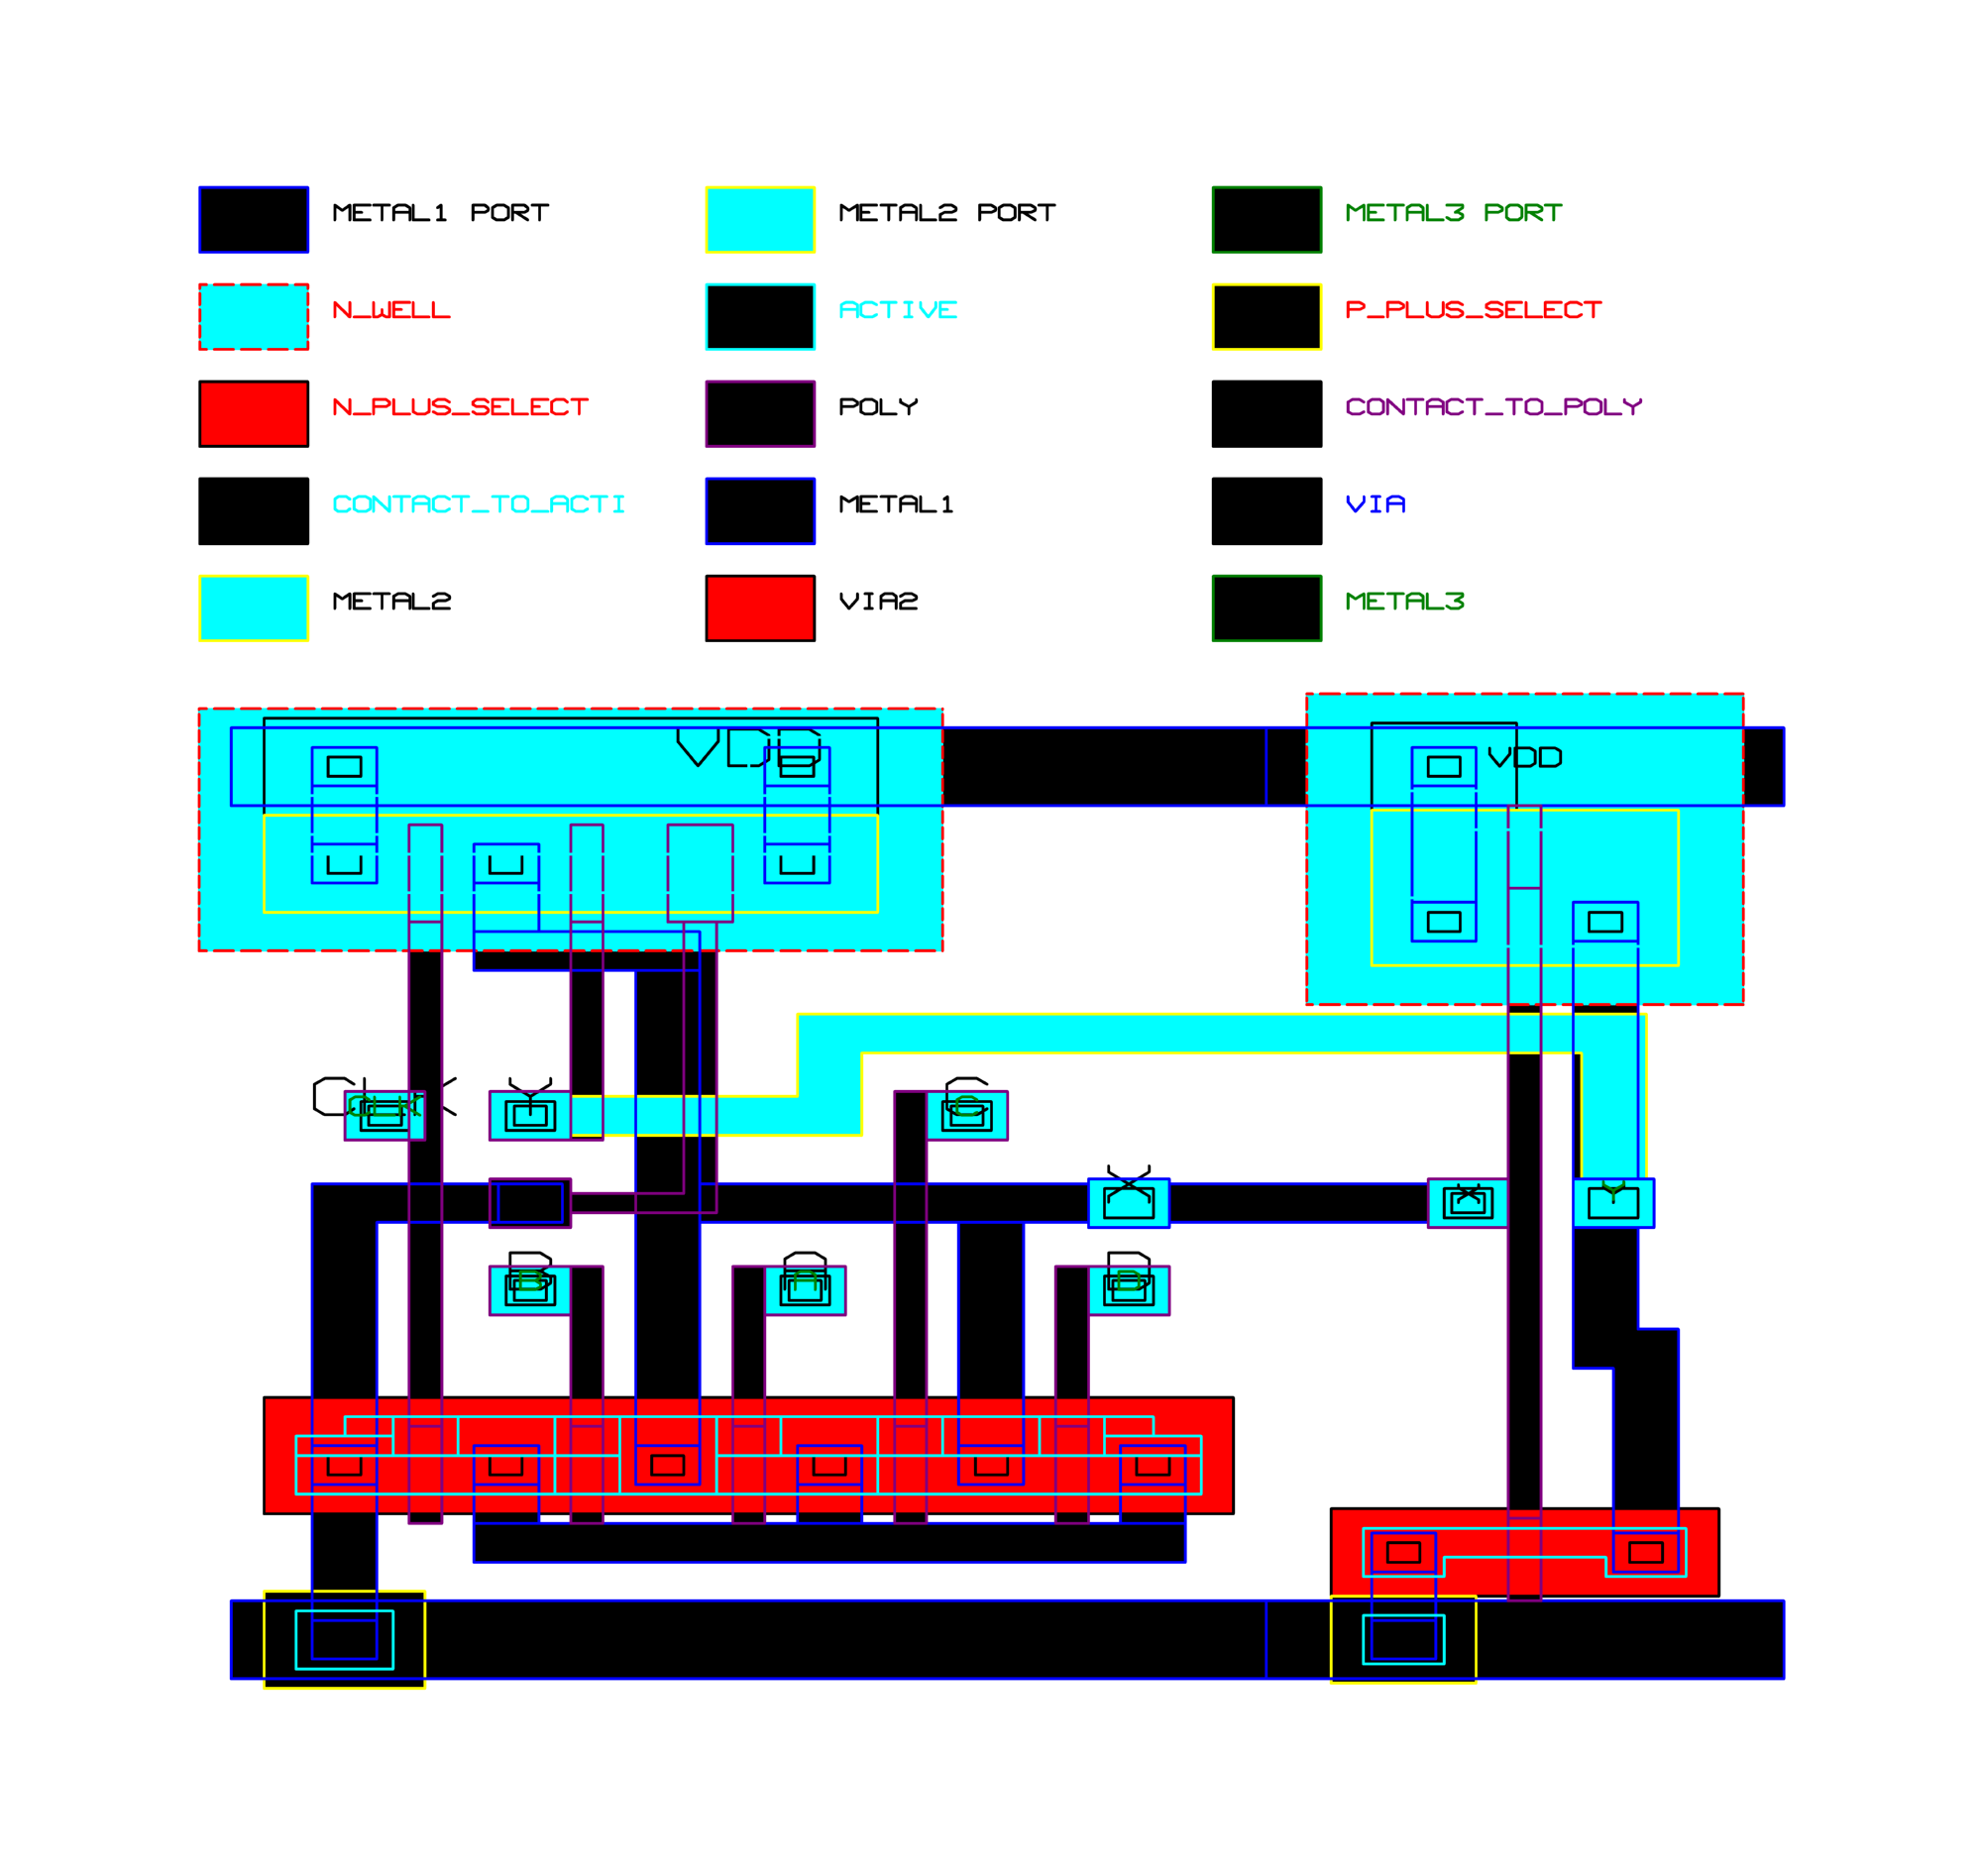 METAL1 PORT METAL2 PORT METAL3 PORT
N_WELL ACTIVE P_PLUS_SELECT
N_PLUS_SELECT POLY CONTACT_TO_POLY
CONTACT_TO_ACTI METAL1 VIA
METAL2 VIA2 METAL3
VDD VDD
CLK Y C
CLK C
X X Y
B A D
B A D